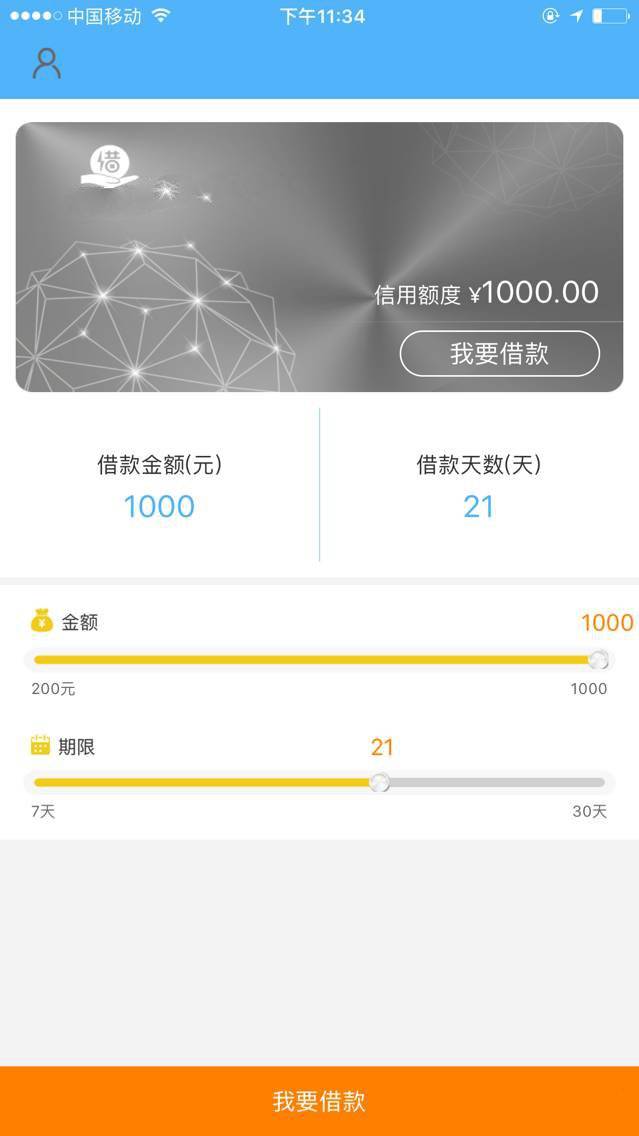 中国移动 下午11:34
借
信用额度 ¥1000.00
我要借款
借款金额(元) 借款天数(天)
1000 21
金额 1000
200元 1000
期限 21
7天 30天
我要借款